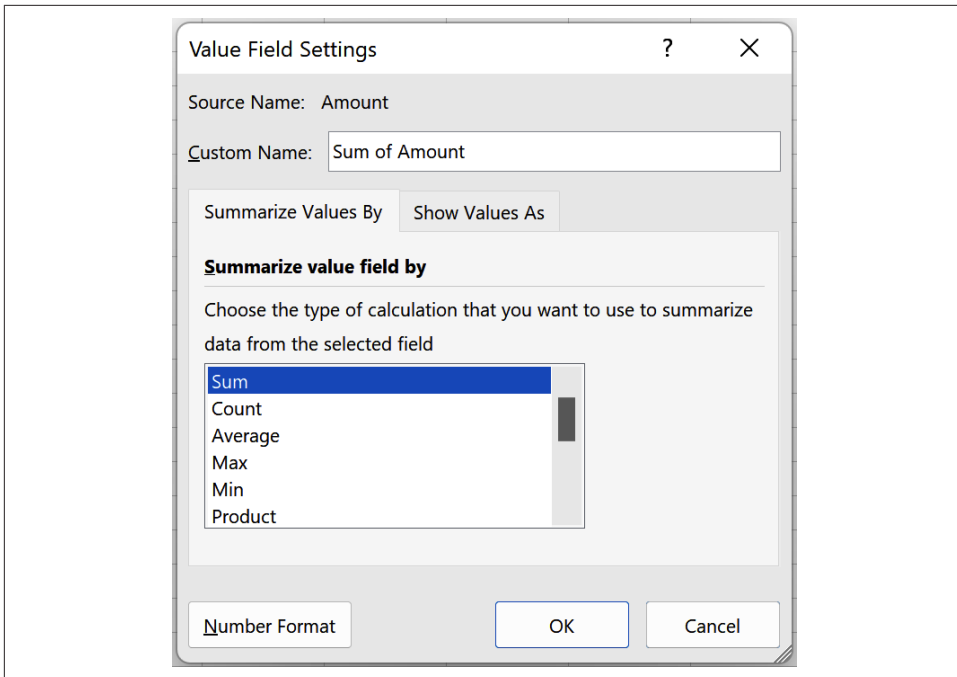 Value Field Settings ?
Source Name: Amount
Custom Name: Sum of Amount
Summarize Values By Show Values As
Summarize value field by
Choose the type of calculation that you want to use to summarize
data from the selected field
Sum
Count
Average
Max
Min
Product
Number Format OK Cancel